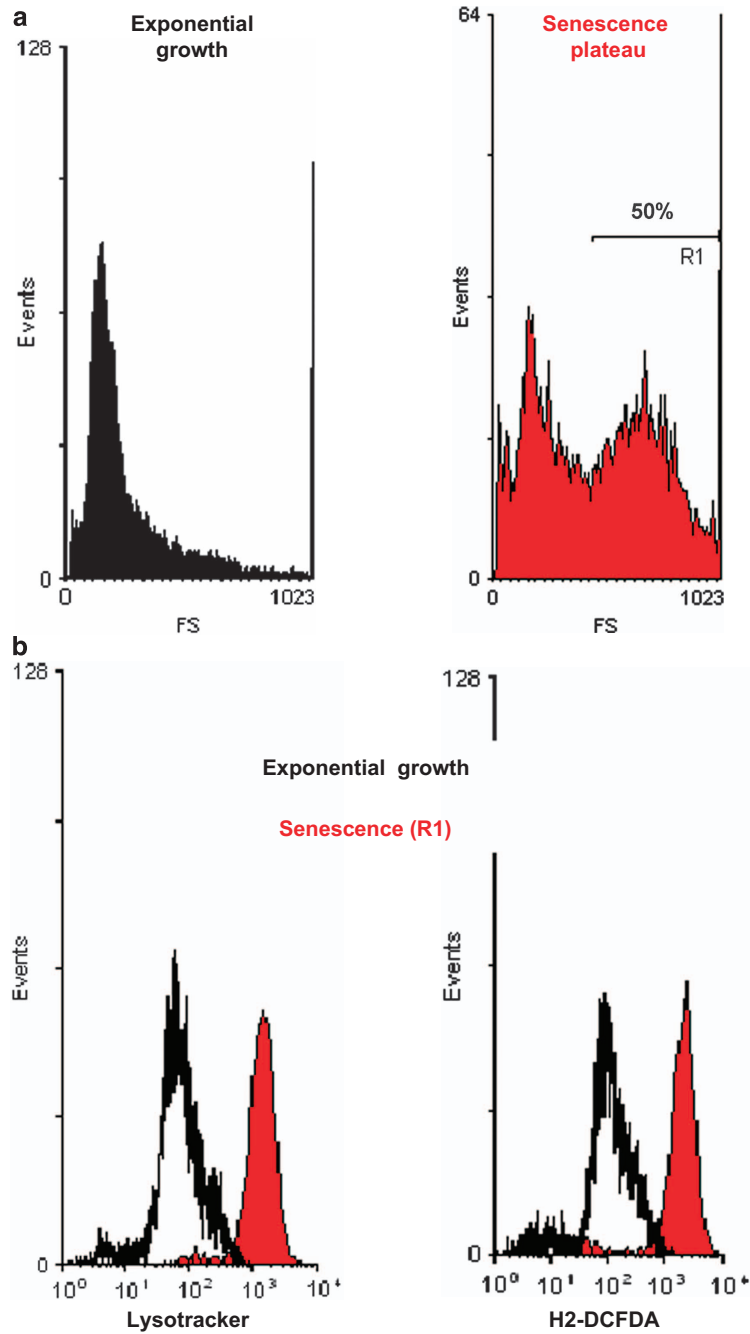 a
Exponential
growth
128
Events
0
0
1023
FS
Senescence
plateau
64
50%
R1
Events
0
0
1023
FS
b
128
Events
0
10⁰
10¹
10²
10³
10⁴
Lysotracker
Exponential growth
Senescence (R1)
128
Events
0
10⁰
10¹
10²
10³
10⁴
H2-DCFDA